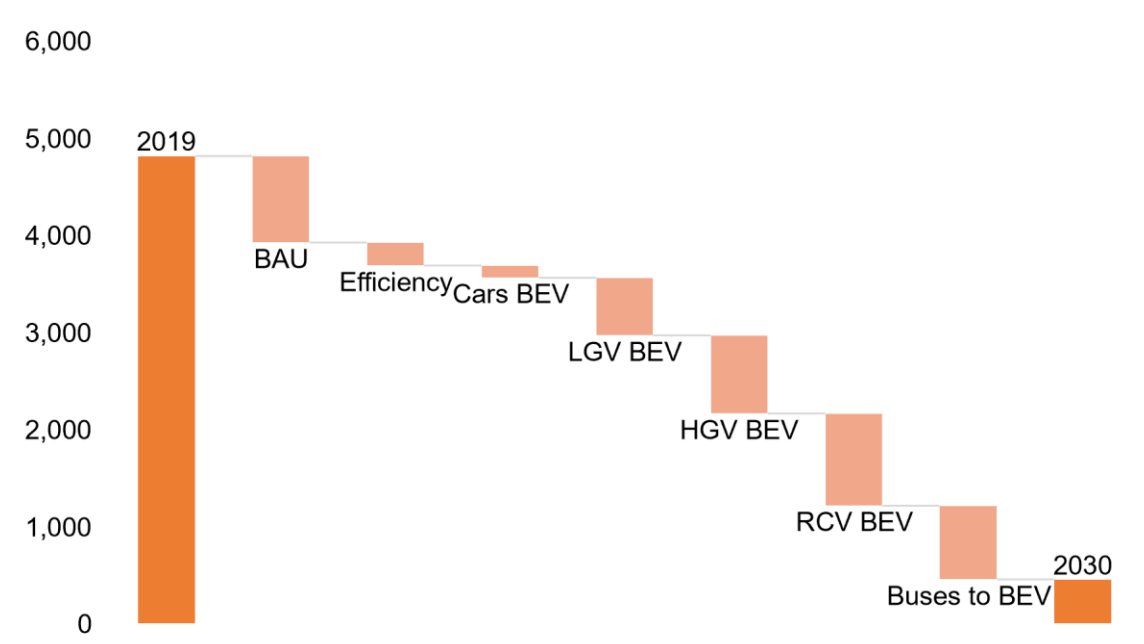 6,000
5,000
4,000
3,000
2,000
1,000
0
2019
BAU
Efficiency
Cars BEV
LGV BEV
HGV BEV
RCV BEV
Buses to BEV
2030